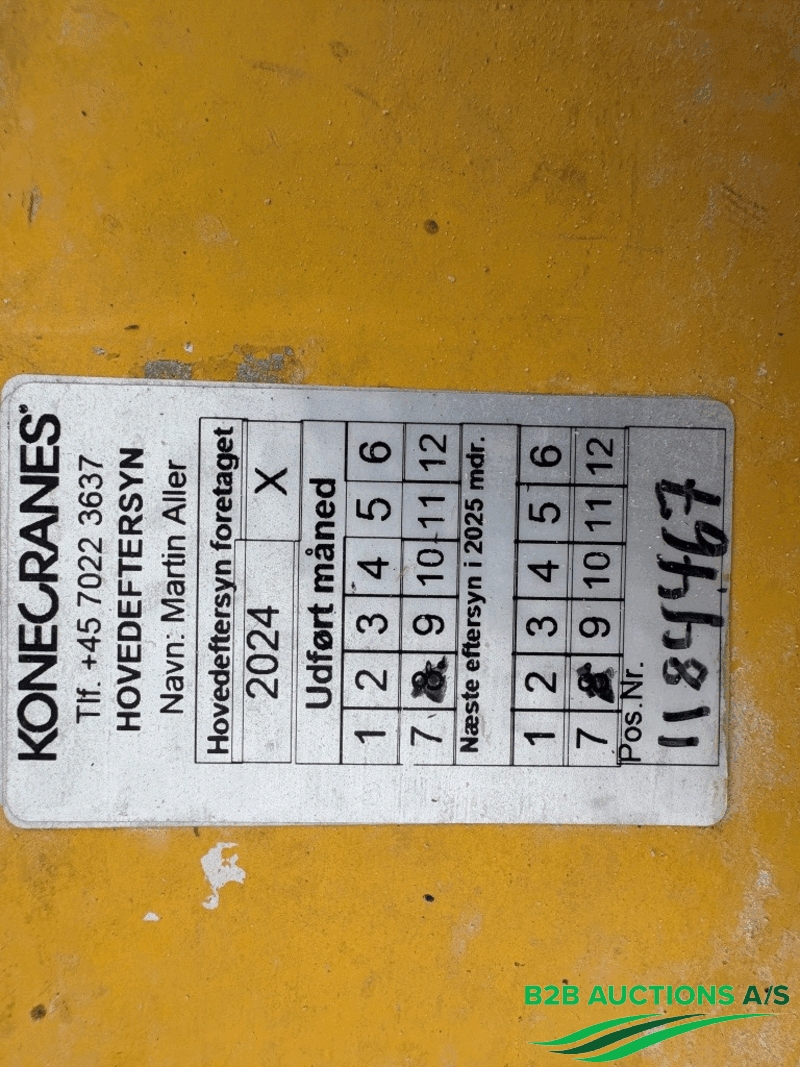 KONECRANES®
Tlf. +45 7022 3637
HOVEDEFTERSYN
Navn: Martin Aller
Hovedeftersyn foretaget
2024 X
Udført måned
1 2 3 4 5 6
7 8 9 10 11 12
Næste eftersyn i 2025 mdr.
1 2 3 4 5 6
7 8 9 10 11 12
Pos.Nr.
B2B AUCTIONS A/S